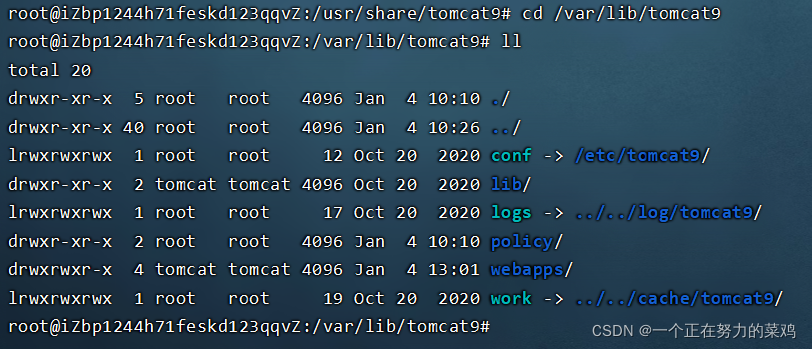 root@iZbp1244h71feskd123qqvZ:/usr/share/tomcat9# cd /var/lib/tomcat9
root@iZbp1244h71feskd123qqvZ:/var/lib/tomcat9# ll
total 20
drwxr-xr-x  5 root   root   4096 Jan  4 10:10 ./
drwxr-xr-x 40 root   root   4096 Jan  4 10:26 ../
lrwxrwxrwx  1 root   root     12 Oct 20  2020 conf -> /etc/tomcat9/
drwxrwxr-x  2 tomcat tomcat 4096 Oct 20  2020 lib/
lrwxrwxrwx  1 root   root     17 Oct 20  2020 logs -> ../../log/tomcat9/
drwxr-xr-x  2 root   root   4096 Jan  4 10:10 policy/
drwxrwxr-x  4 tomcat tomcat 4096 Jan  4 13:01 webapps/
lrwxrwxrwx  1 root   root     19 Oct 20  2020 work -> ../../cache/tomcat9/
root@iZbp1244h71feskd123qqvZ:/var/lib/tomcat9#
CSDN @一个正在努力的菜鸡